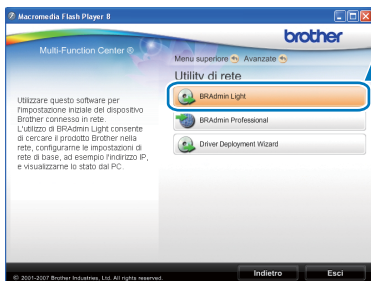 Macromedia Flash Player 8
brother
Multi-Function Center ®
Menu superiore Avanzate
Utility di rete
BRAdmin Light
BRAdmin Professional
Driver Deployment Wizard
Utilizzare questo software per
l'impostazione iniziale del dispositivo
Brother connesso in rete.
L'utilizzo di BRAdmin Light consente
di cercare il prodotto Brother nella
rete, configurarne le impostazioni di
rete di base, ad esempio l'indirizzo IP,
e visualizzarne lo stato dal PC.
© 2001-2007 Brother Industries, Ltd. All rights reserved.
Indietro
Esci